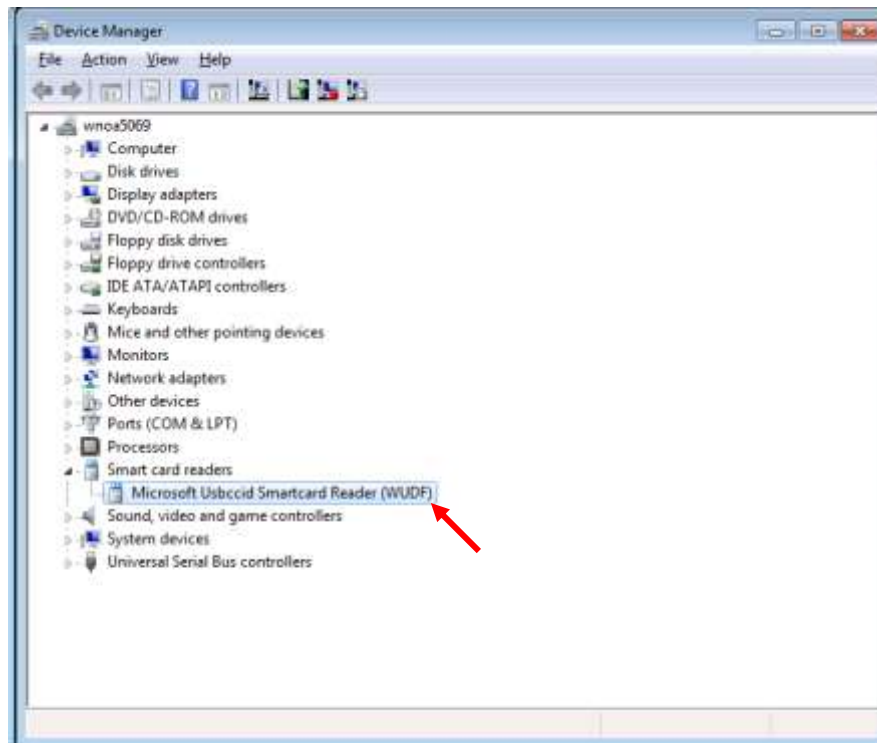 Device Manager
File Action View Help
wnoa5069
Computer
Disk drives
Display adapters
DVD/CD-ROM drives
Floppy disk drives
Floppy drive controllers
IDE ATA/ATAPI controllers
Keyboards
Mice and other pointing devices
Monitors
Network adapters
Other devices
Ports (COM & LPT)
Processors
Smart card readers
Microsoft Usbccid Smartcard Reader (WUDF)
Sound, video and game controllers
System devices
Universal Serial Bus controllers